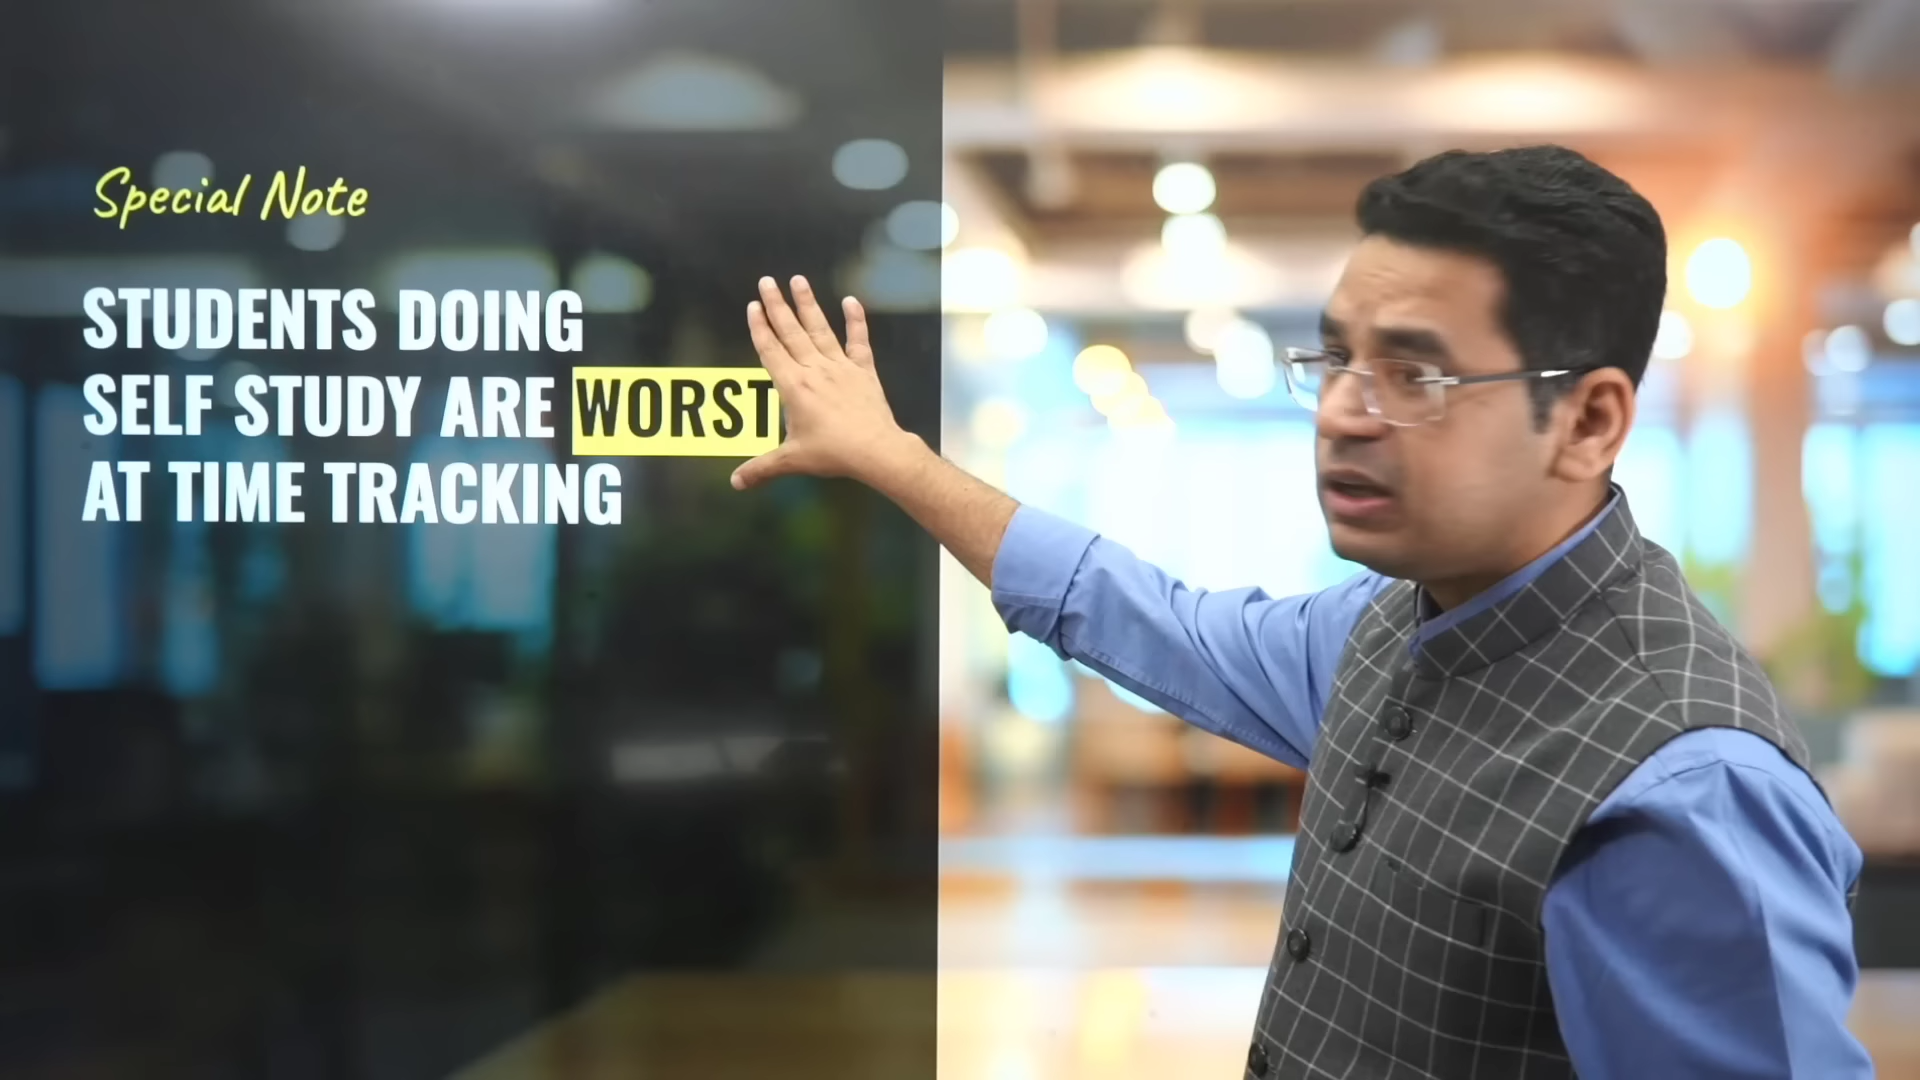 Special Note
STUDENTS DOING
SELF STUDY ARE WORST
AT TIME TRACKING